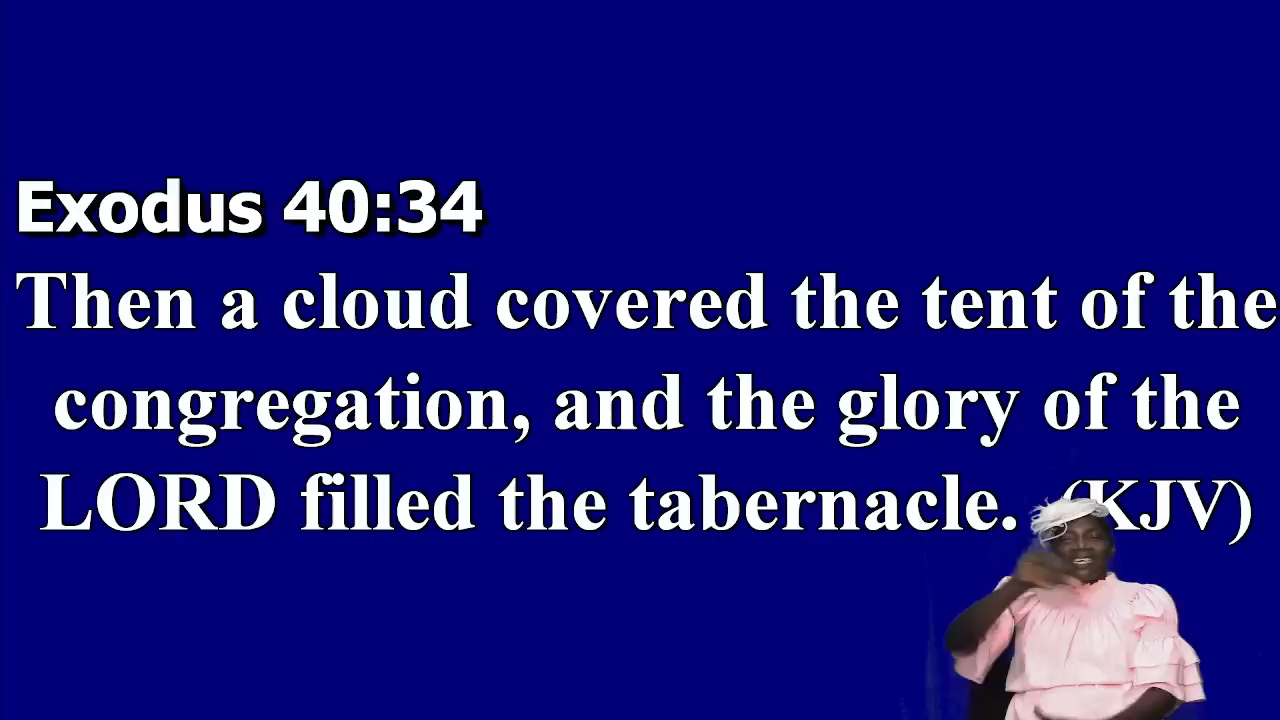 Exodus 40:34
Then a cloud covered the tent of the
congregation, and the glory of the
LORD filled the tabernacle. (KJV)